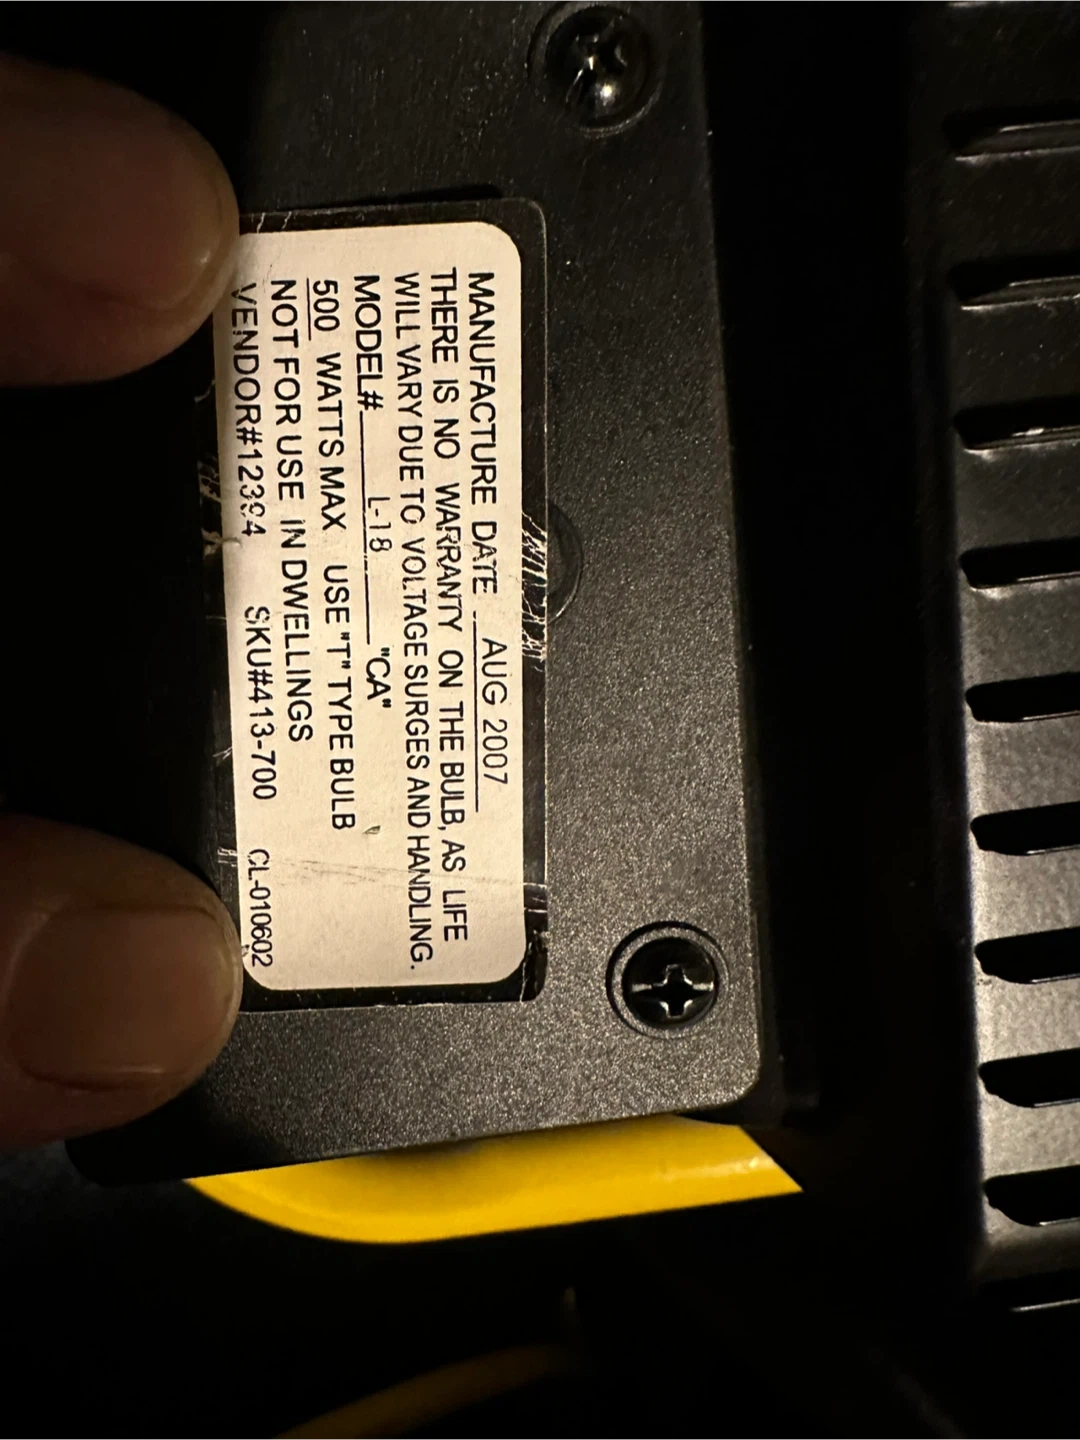 MANUFACTURE DATE AUG 2007
THERE IS NO WARRANTY ON THE BULB, AS LIFE
WILL VARY DUE TO VOLTAGE SURGES AND HANDLING.
MODEL# L-18 "CA"
500 WATTS MAX USE "T" TYPE BULB
NOT FOR USE IN DWELLINGS
VENDOR#12394 SKU#413-700 CL-010602